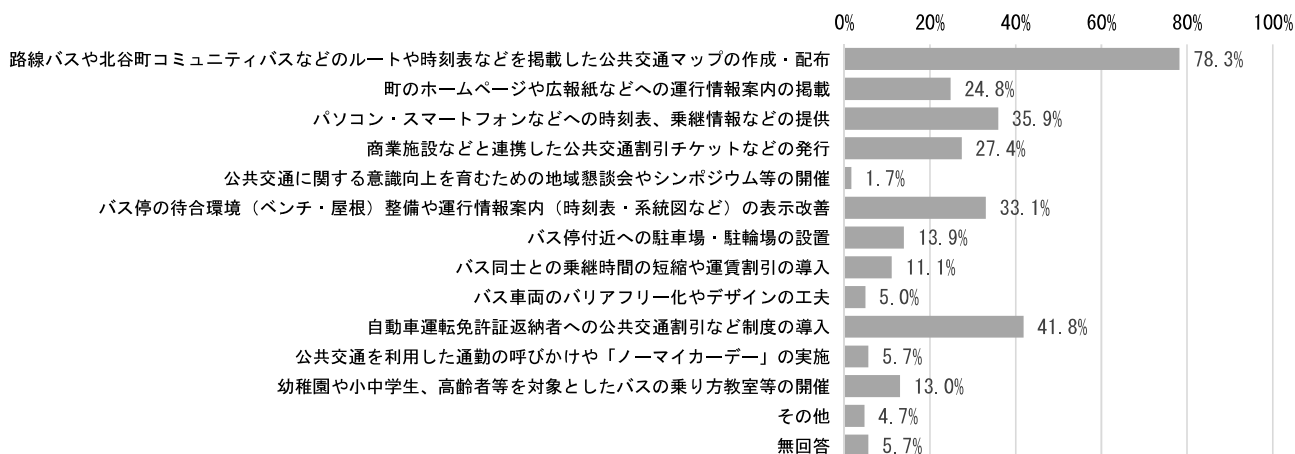 0% 20% 40% 60% 80% 100%
路線バスや北谷町コミュニティバスなどのルートや時刻表などを掲載した公共交通マップの作成・配布 78.3%
町のホームページや広報紙などへの運行情報案内の掲載 24.8%
パソコン・スマートフォンなどへの時刻表、乗継情報などの提供 35.9%
商業施設などと連携した公共交通割引チケットなどの発行 27.4%
公共交通に関する意識向上を育むための地域懇談会やシンポジウム等の開催 1.7%
バス停の待合環境（ベンチ・屋根）整備や運行情報案内（時刻表・系統図など）の表示改善 33.1%
バス停付近への駐車場・駐輪場の設置 13.9%
バス同士との乗継時間の短縮や運賃割引の導入 11.1%
バス車両のバリアフリー化やデザインの工夫 5.0%
自動車運転免許証返納者への公共交通割引など制度の導入 41.8%
公共交通を利用した通勤の呼びかけや「ノーマイカーデー」の実施 5.7%
幼稚園や小中学生、高齢者等を対象としたバスの乗り方教室等の開催 13.0%
その他 4.7%
無回答 5.7%